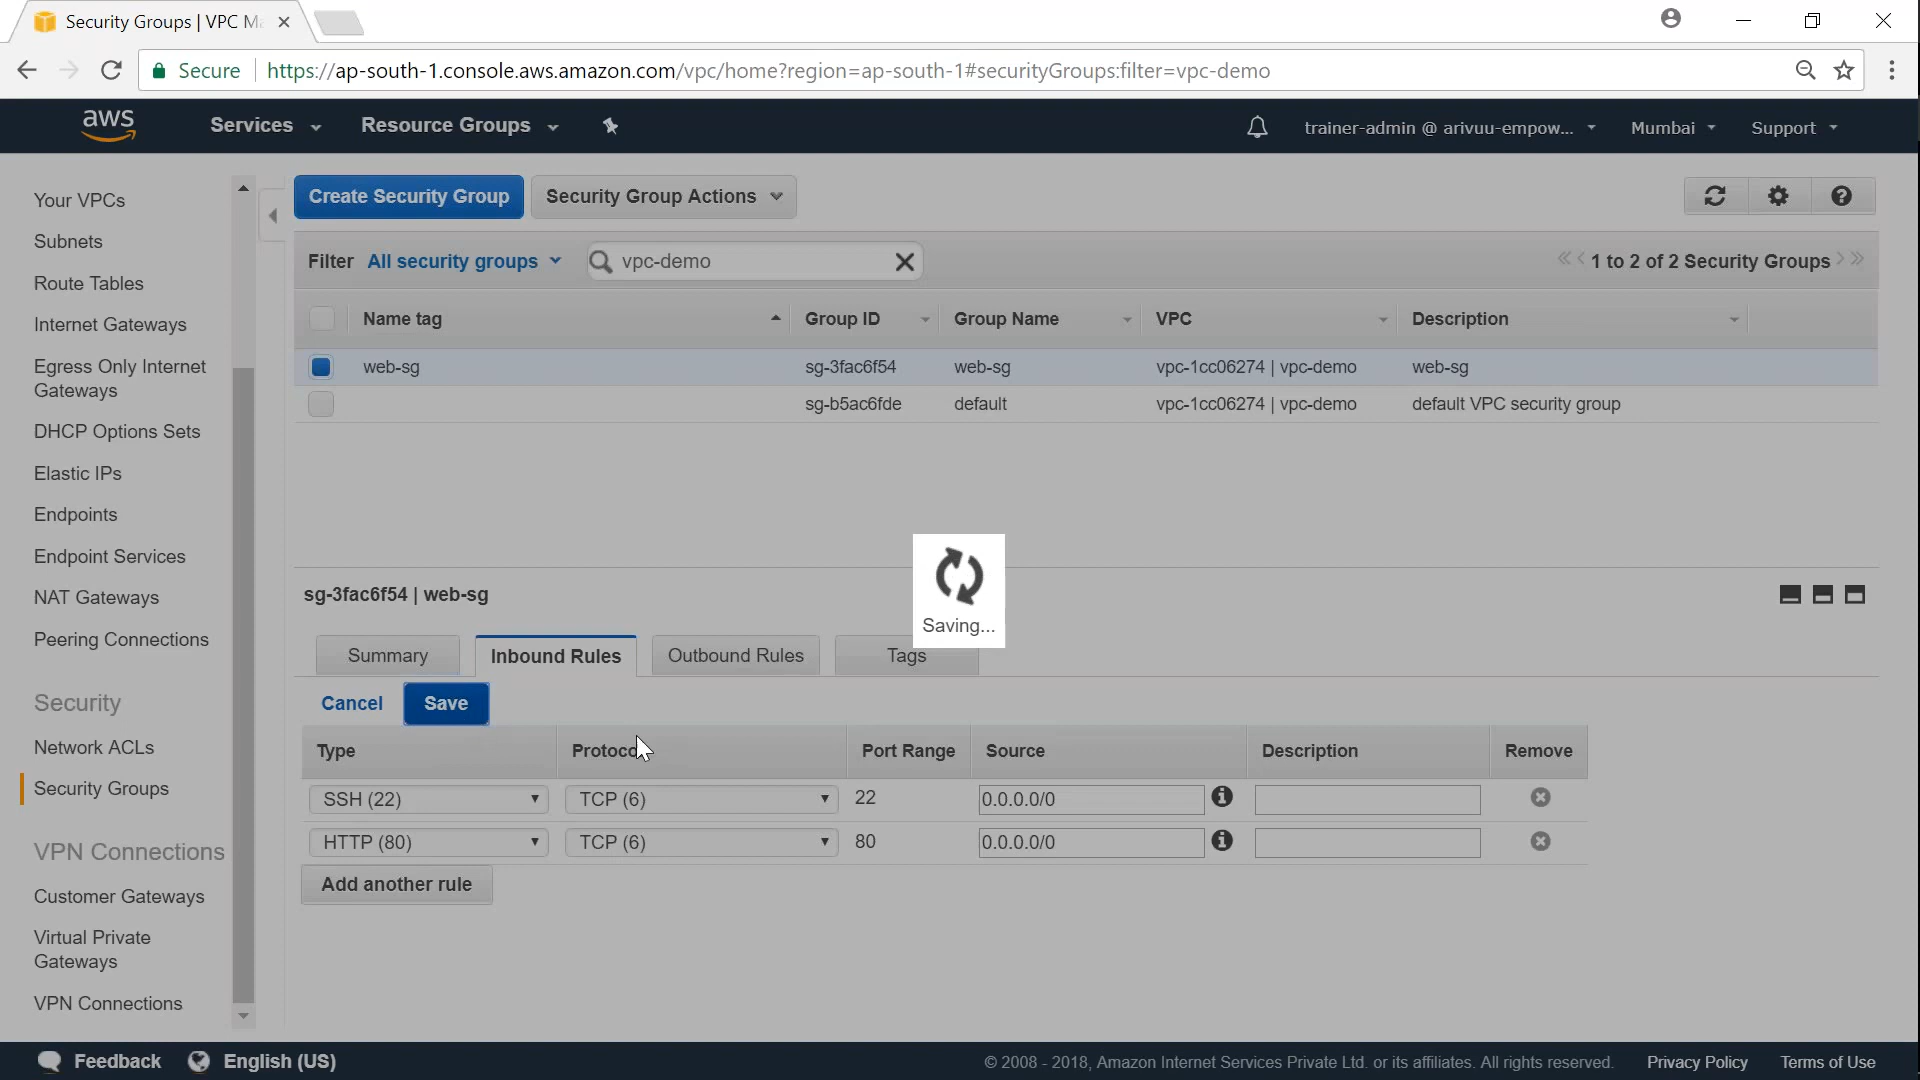 Security Groups | VPC Ma
Secure
https://ap-south-1.console.aws.amazon.com/vpc/home?region=ap-south-1#securityGroups:filter=vpc-demo
aws
Services
Resource Groups
trainer-admin @ arivuu-empow...
Mumbai
Support
Your VPCs
Subnets
Route Tables
Internet Gateways
Egress Only Internet
Gateways
DHCP Options Sets
Elastic IPs
Endpoints
Endpoint Services
NAT Gateways
Peering Connections
Security
Network ACLs
Security Groups
VPN Connections
Customer Gateways
Virtual Private
Gateways
VPN Connections
Create Security Group
Security Group Actions
Filter All security groups
vpc-demo
1 to 2 of 2 Security Groups
Name tag Group ID Group Name VPC Description
web-sg sg-3fac6f54 web-sg vpc-1cc06274 | vpc-demo web-sg
sg-b5ac6fde default vpc-1cc06274 | vpc-demo default VPC security group
Saving...
sg-3fac6f54 | web-sg
Summary Inbound Rules Outbound Rules Tags
Cancel Save
Type Protoco Port Range Source Description Remove
SSH (22) TCP (6) 22 0.0.0.0/0
HTTP (80) TCP (6) 80 0.0.0.0/0
Add another rule
Feedback English (US)
© 2008 - 2018, Amazon Internet Services Private Ltd. or its affiliates. All rights reserved. Privacy Policy Terms of Use